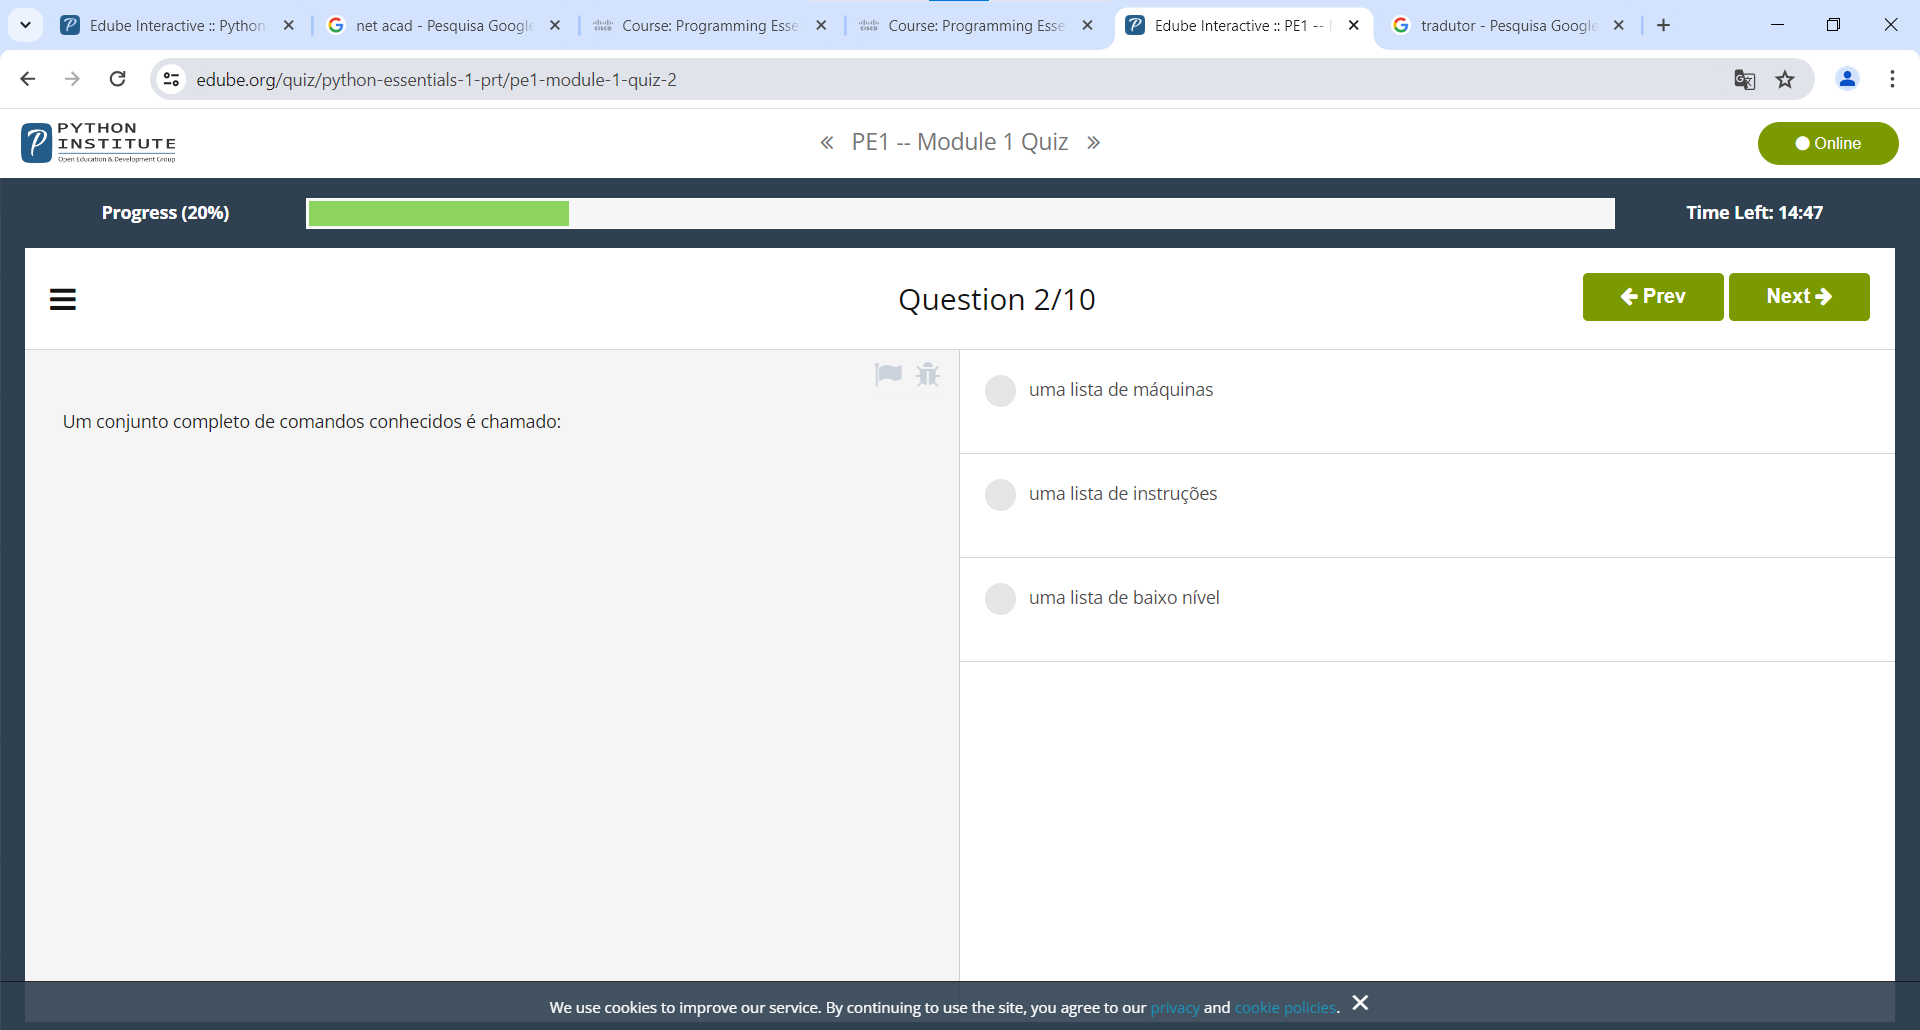 Edube Interactive :: Python
net acad - Pesquisa Google
Course: Programming Esse
Course: Programming Esse
Edube Interactive :: PE1 --
tradutor - Pesquisa Google
edube.org/quiz/python-essentials-1-prt/pe1-module-1-quiz-2
PYTHON
INSTITUTE
Open Education & Development Group
« PE1 -- Module 1 Quiz »
Online
Progress (20%)
Time Left: 14:47
Question 2/10
Prev
Next
Um conjunto completo de comandos conhecidos é chamado:
uma lista de máquinas
uma lista de instruções
uma lista de baixo nível
We use cookies to improve our service. By continuing to use the site, you agree to our privacy and cookie policies.